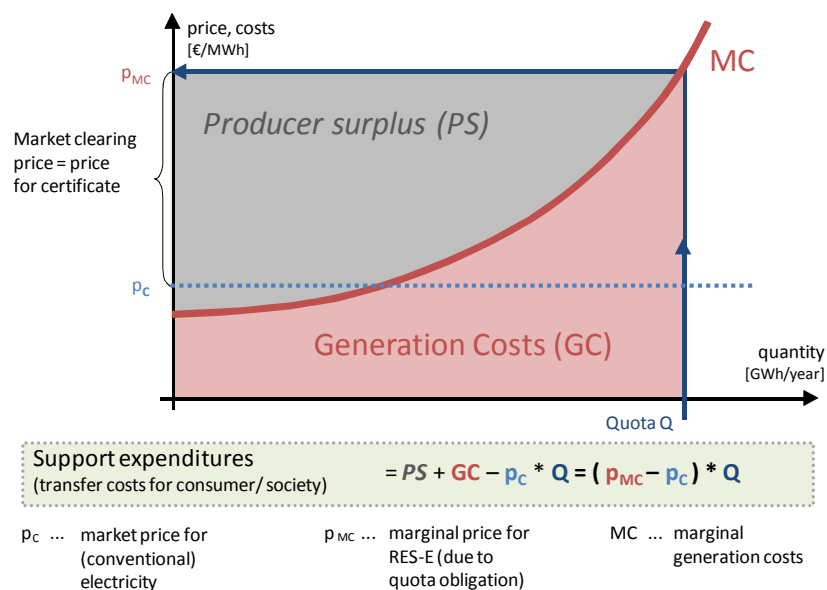 price, costs
[€/MWh]
pMC
MC
Producer surplus (PS)
Market clearing
price = price
for certificate
pC
Generation Costs (GC)
quantity
[GWh/year]
Quota Q
Support expenditures
(transfer costs for consumer/ society)
= PS + GC – pC * Q = ( pMC – pC ) * Q
pC ... market price for
(conventional)
electricity
pMC ... marginal price for
RES-E (due to
quota obligation)
MC ... marginal
generation costs